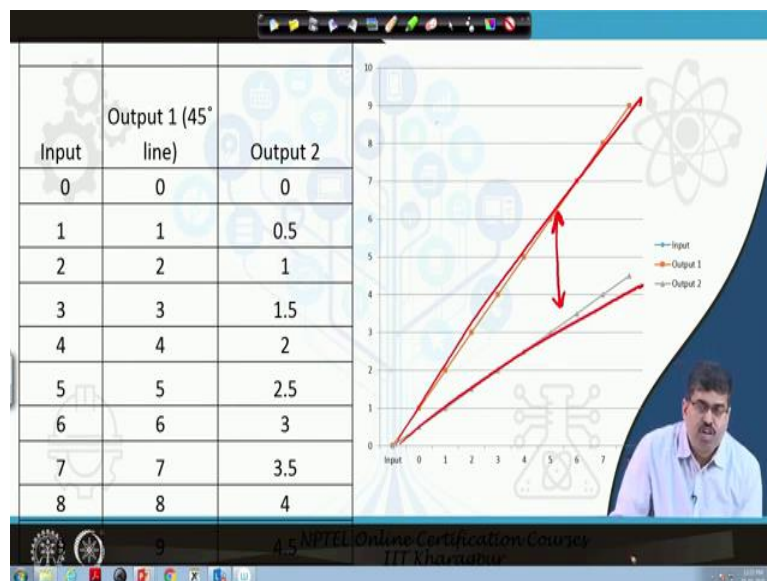 Input Output 1 (45° line) Output 2
0 0 0
1 1 0.5
2 2 1
3 3 1.5
4 4 2
5 5 2.5
6 6 3
7 7 3.5
8 8 4
9 4.5
10
9
8
7
6
5
4
3
2
1
0
Input 0 1 2 3 4 5 6 7
Input
Output 1
Output 2
NPTEL Online Certification Courses
IIT Kharagpur